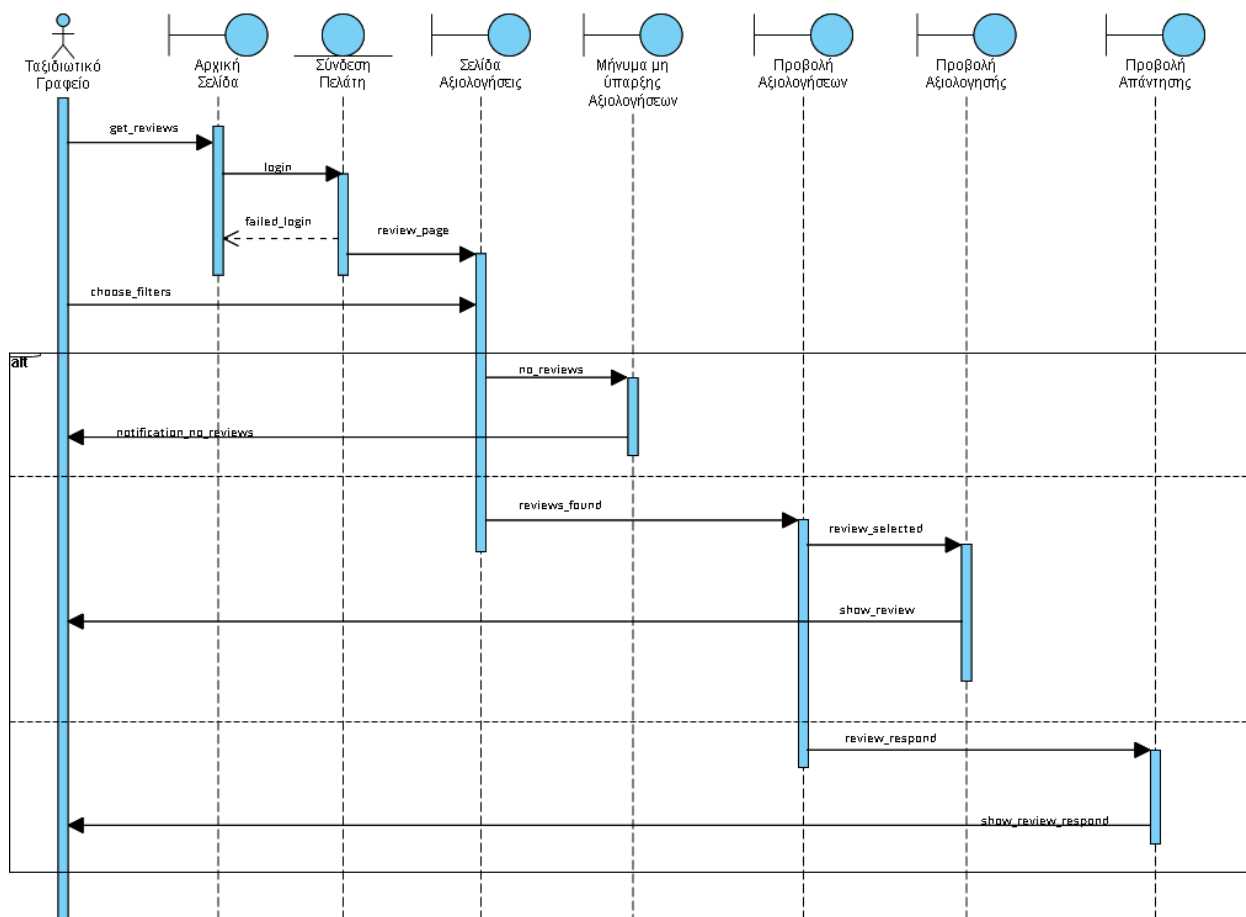 Ταξιδιωτικό
Γραφείο
Αρχική
Σελίδα
Σύνδεση
Πελάτη
Σελίδα
Αξιολογήσεις
Μήνυμα μη
ύπαρξης
Αξιολογήσεων
Προβολή
Αξιολογήσεων
Προβολή
Αξιολογησής
Προβολή
Απάντησης
get_reviews
login
failed_login
review_page
choose_filters
alt
no_reviews
notification_no_reviews
reviews_found
review_selected
show_review
review_respond
show_review_respond